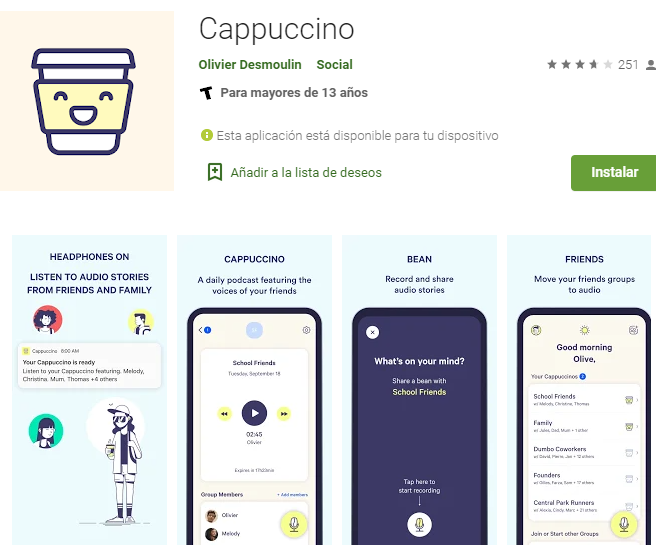 Cappuccino
Olivier Desmoulin Social
251
Para mayores de 13 años
Esta aplicación está disponible para tu dispositivo
Añadir a la lista de deseos
Instalar
HEADPHONES ON
LISTEN TO AUDIO STORIES
FROM FRIENDS AND FAMILY
Cappuccino 8:00 AM
Your Cappuccino is ready
Listen to your Cappuccino featuring. Melody,
Christina, Mum, Thomas +4 others
CAPPUCCINO
A daily podcast featuring the
voices of your friends
School Friends
Tuesday, September 18
02:45
Olivier
Expires in 17h23min
Group Members
+ Add members
Olivier
Melody
BEAN
Record and share
audio stories
What's on your mind?
Share a bean with
School Friends
Tap here to
start recording
FRIENDS
Move your friends groups
to audio
Good morning
Olive,
Your Cappuccinos 2
School Friends
w/ Melody, Christina, Thomas
Family
w/ Jules, Dad, Mum + 1 other
Dumbo Coworkers
w/ David, Pierre, Jan + 12 others
Founders
w/ Gilles, Farza, Sam + 17 others
Central Park Runners
w/ Alexia, Cindy, Marc + 21 others
Join or Start other Groups